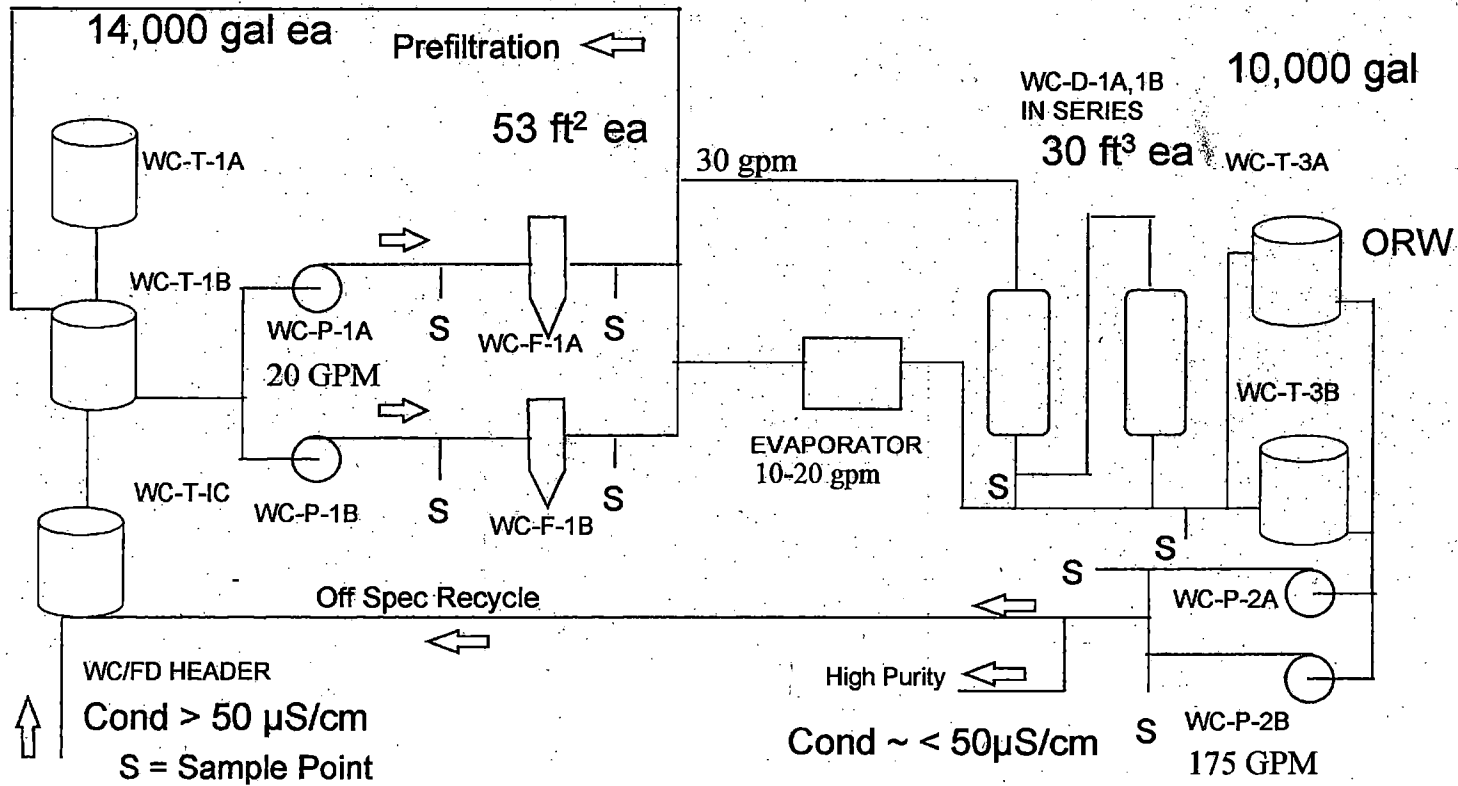 14,000 gal ea
Prefiltration
WC-D-1A,1B
IN SERIES
10,000 gal
53 ft² ea
30 ft³ ea
WC-T-1A
30 gpm
WC-T-3A
ORW
WC-T-1B
WC-P-1A
S
WC-F-1A
S
20 GPM
WC-T-3B
EVAPORATOR
10-20 gpm
WC-T-IC
WC-P-1B
S
WC-F-1B
S
S
S
S
Off Spec Recycle
WC-P-2A
WC/FD HEADER
High Purity
Cond > 50 µS/cm
Cond ~ < 50µS/cm
S
WC-P-2B
S = Sample Point
175 GPM